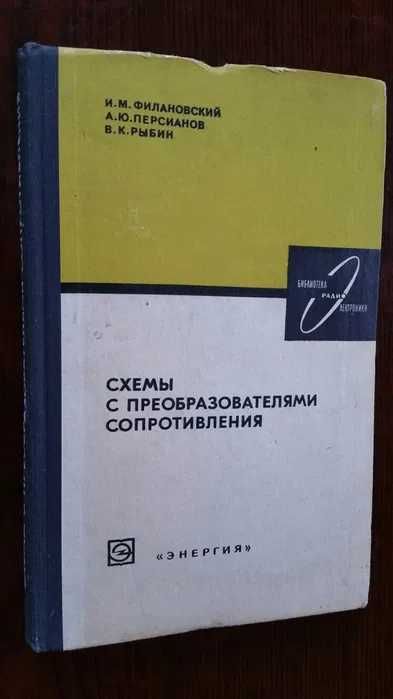 И.М.ФИЛАНОВСКИЙ
А.Ю.ПЕРСИАНОВ
В.К.РЫБИН
БИБЛИОТЕКА
РАДИО
ЭЛЕКТРОНИКИ
СХЕМЫ
С ПРЕОБРАЗОВАТЕЛЯМИ
СОПРОТИВЛЕНИЯ
«ЭНЕРГИЯ»